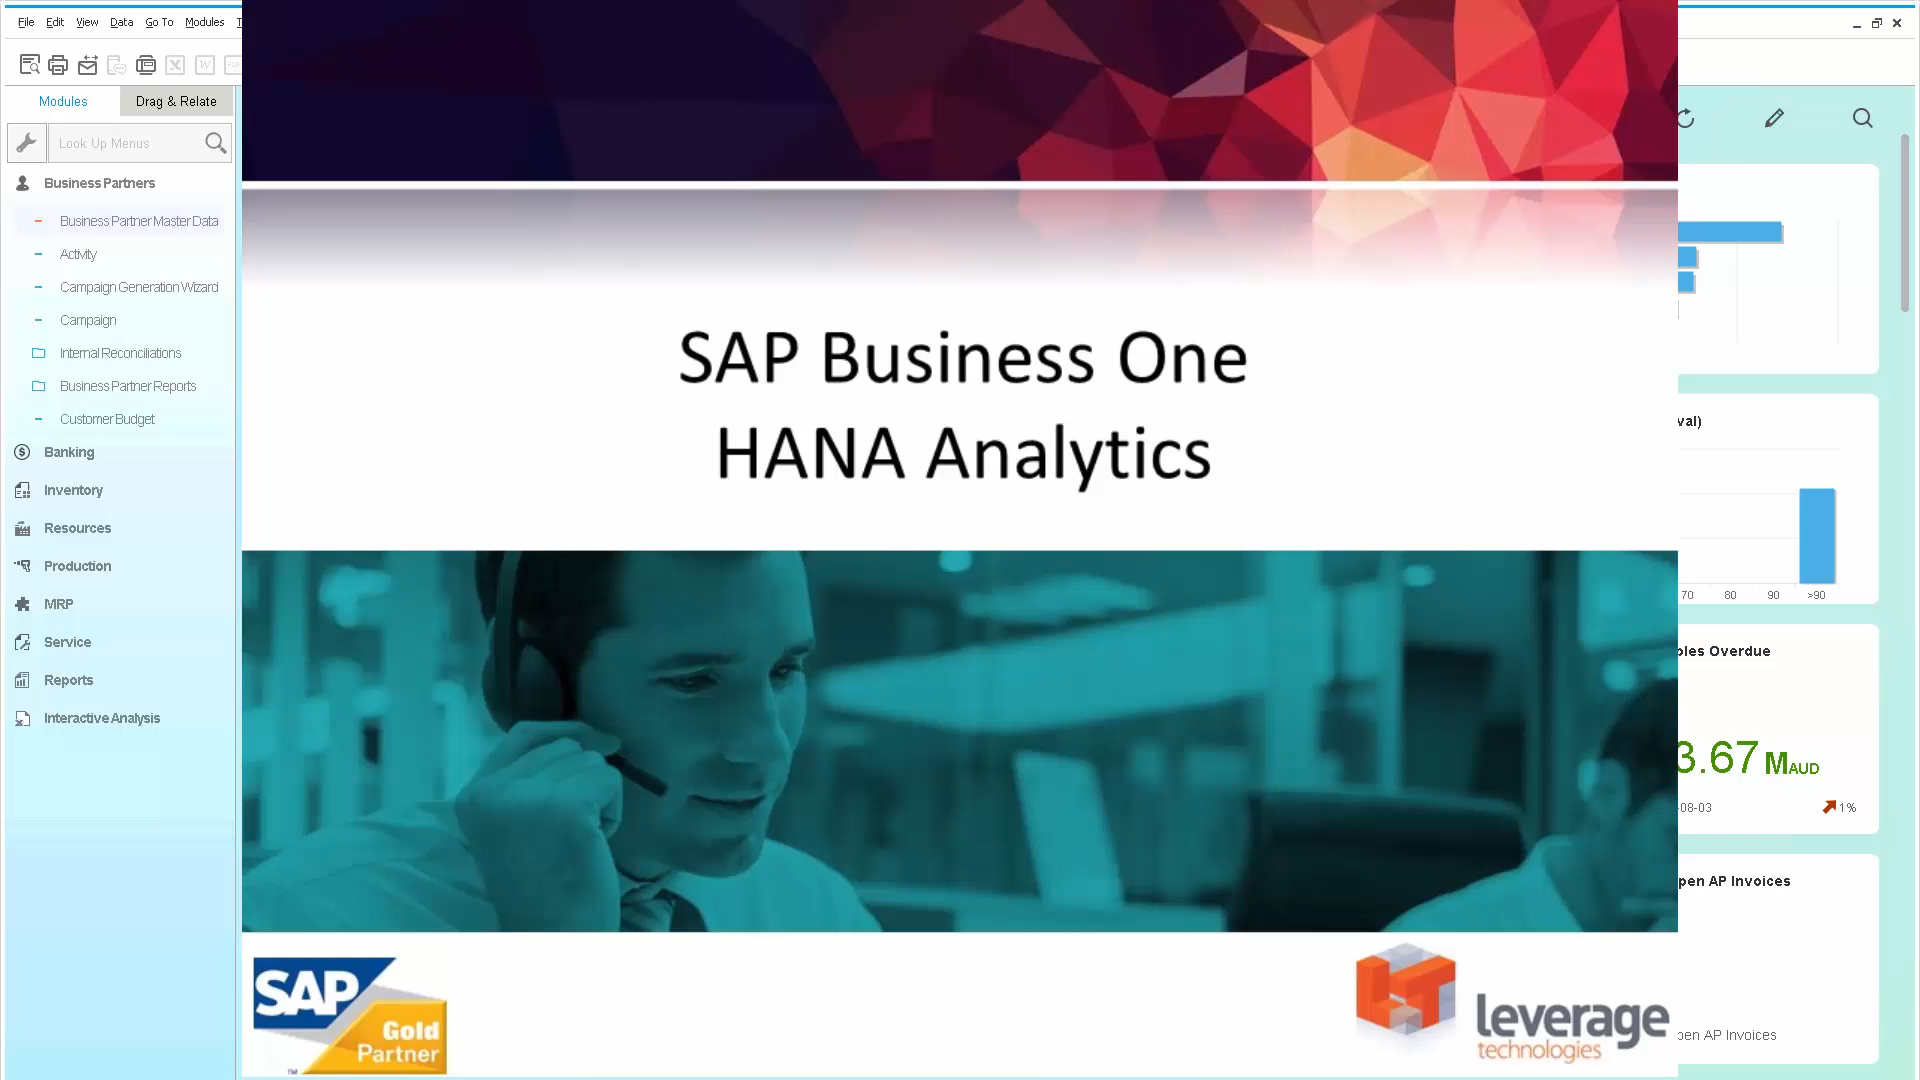 File Edit View Data Go To Modules
Modules
Drag & Relate
Look Up Menus
Business Partners
Business Partner Master Data
Activity
Campaign Generation Wizard
Campaign
Internal Reconciliations
Business Partner Reports
Customer Budget
Banking
Inventory
Resources
Production
MRP
Service
Reports
Interactive Analysis
SAP Business One
HANA Analytics
SAP
Gold
Partner
™
leverage
technologies
val)
70 80 90 >90
bles Overdue
3.67 MAUD
-08-03
1%
pen AP Invoices
pen AP Invoices